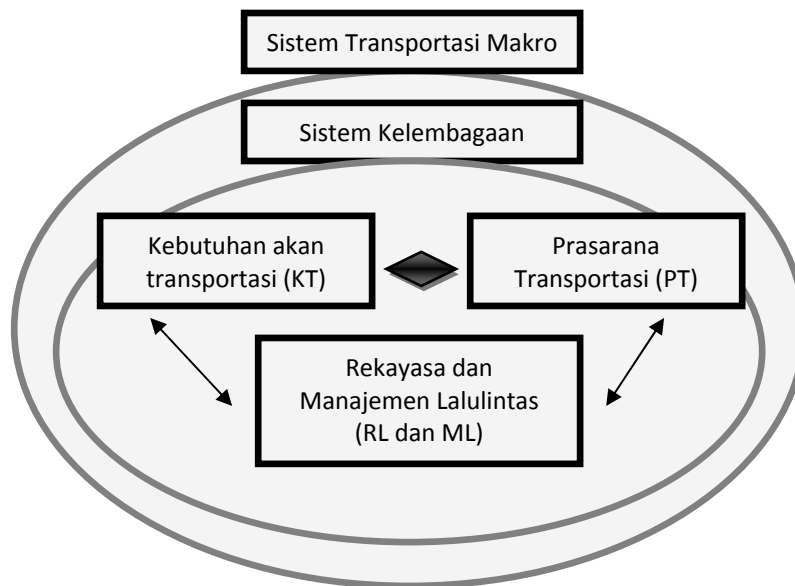 Sistem Transportasi Makro
Sistem Kelembagaan
Kebutuhan akan
transportasi (KT)
Prasarana
Transportasi (PT)
Rekayasa dan
Manajemen Lalulintas
(RL dan ML)